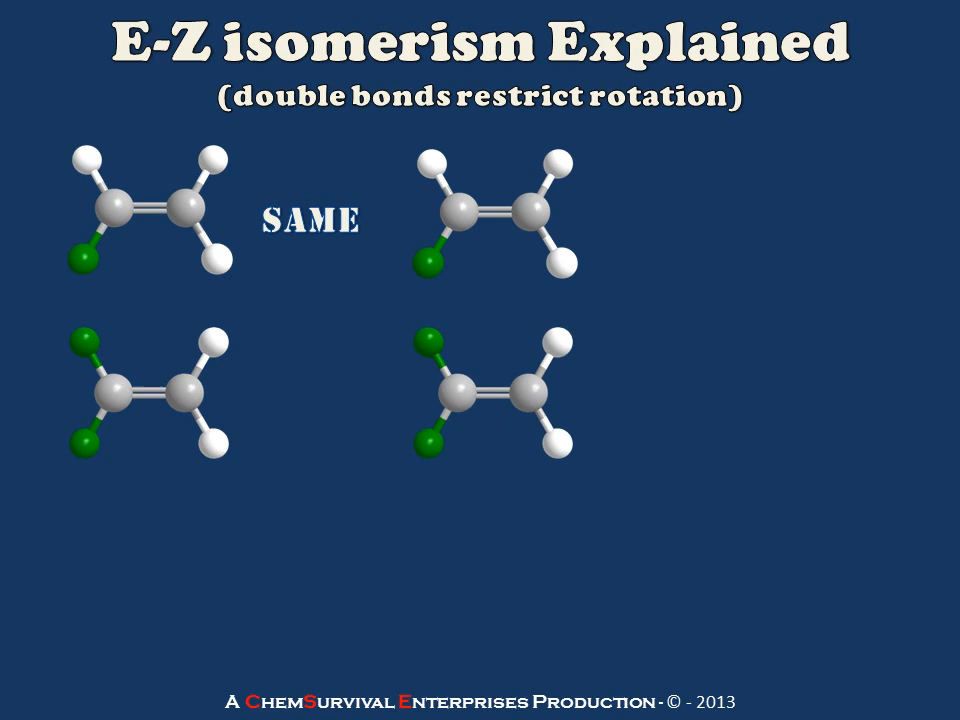 E-Z isomerism Explained
(double bonds restrict rotation)
SAME
A ChemSurvival Enterprises Production - © - 2013